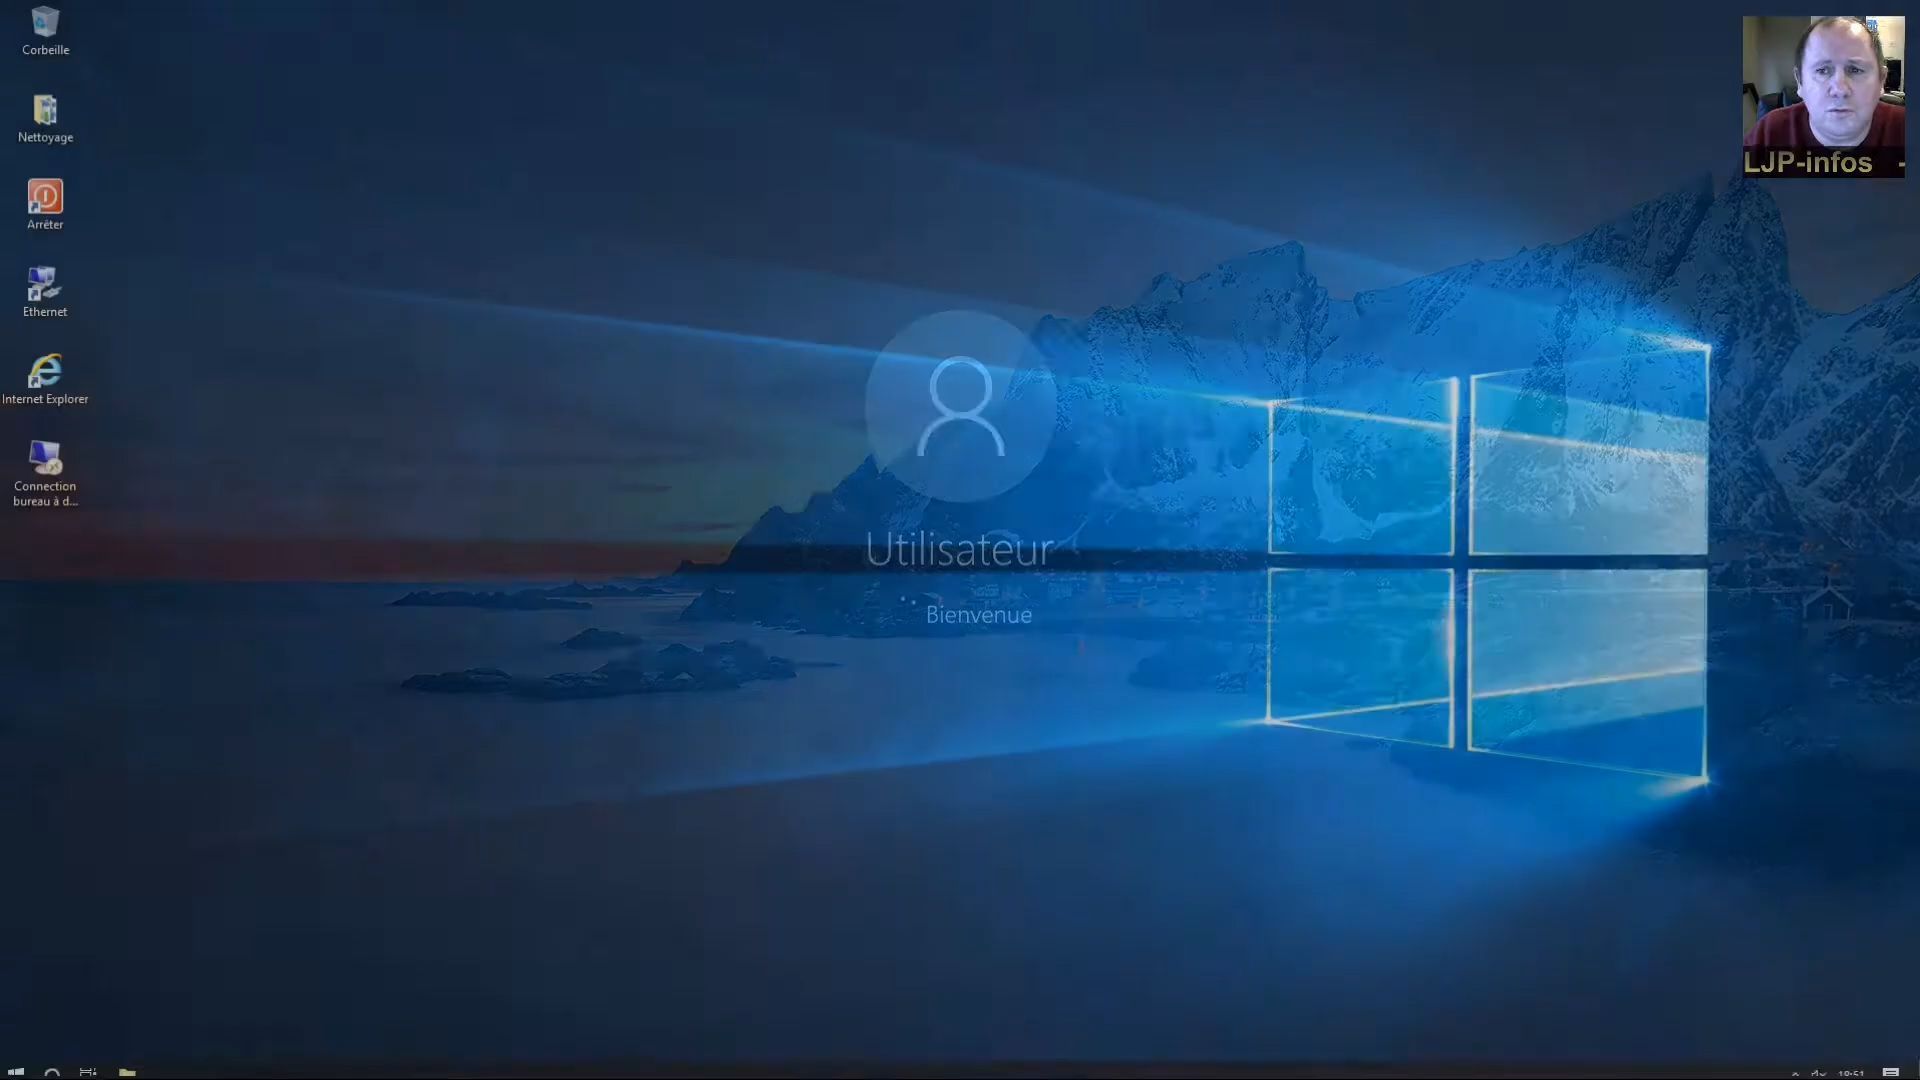 Corbeille
Nettoyage
Arrêter
Ethernet
Internet Explorer
Connection
bureau à d...
LJP-infos -
Utilisateur
Bienvenue